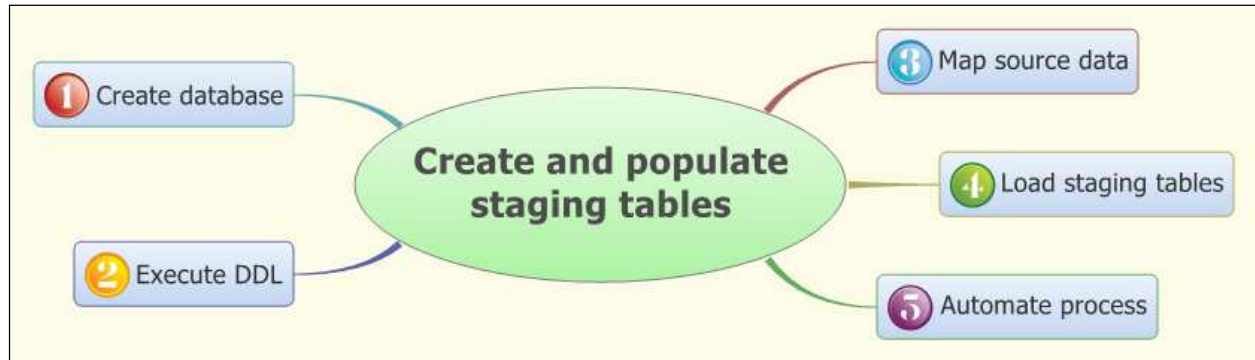 1 Create database
2 Execute DDL
Create and populate
staging tables
3 Map source data
4 Load staging tables
5 Automate process